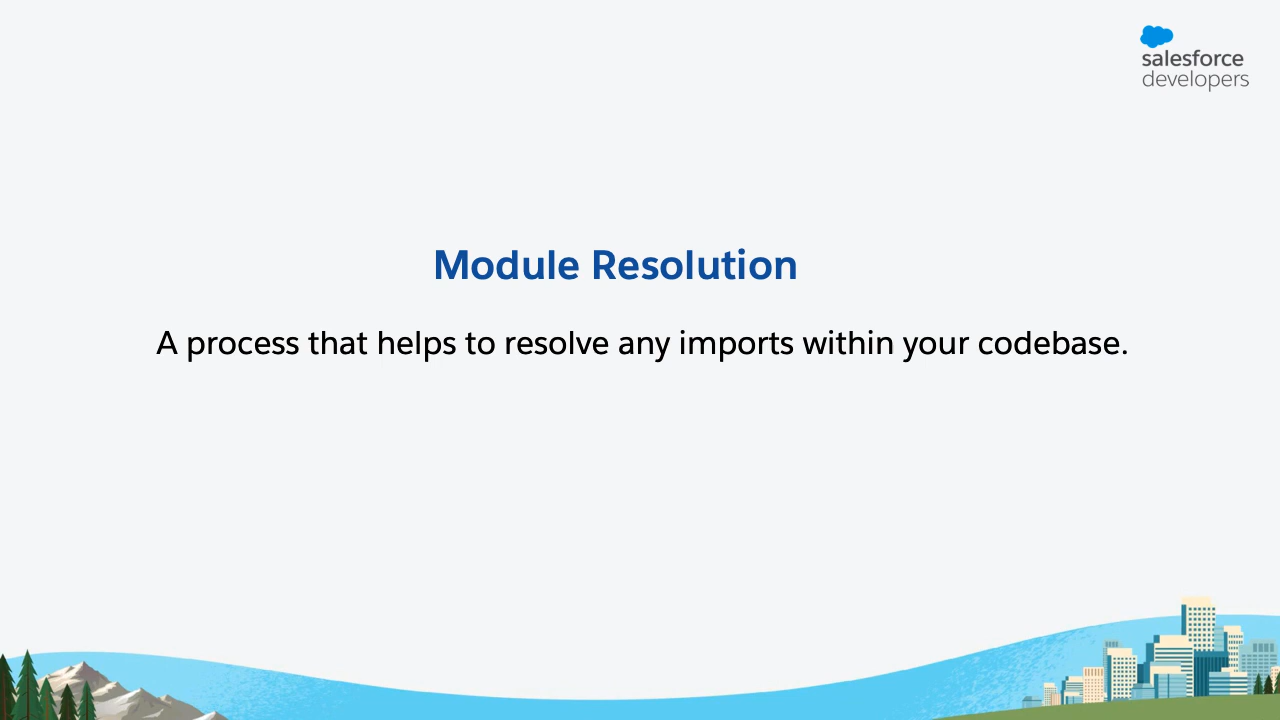 salesforce
developers
Module Resolution
A process that helps to resolve any imports within your codebase.